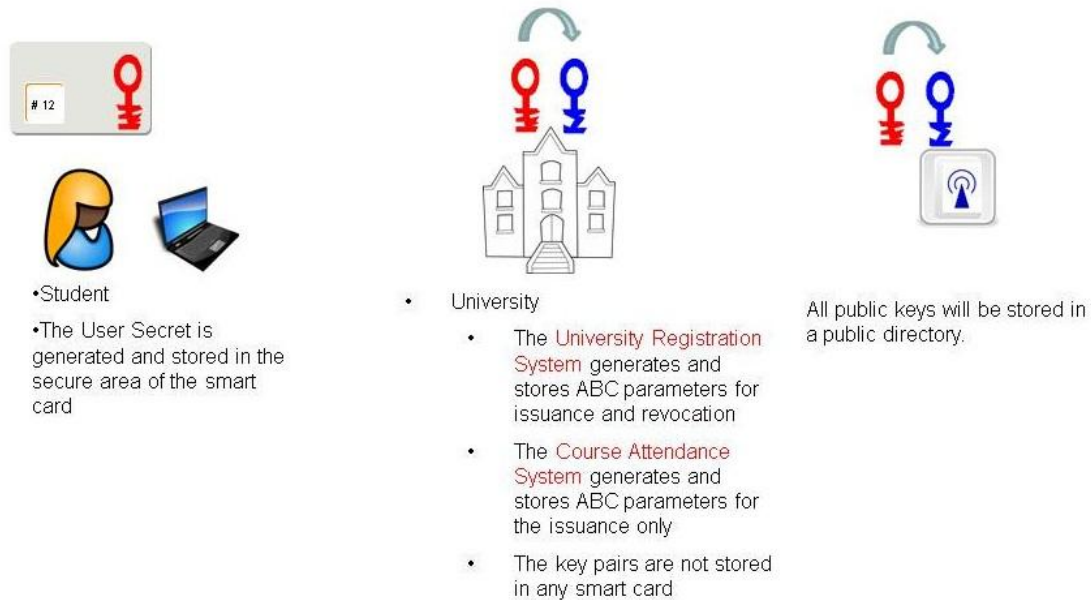 # 12
•Student
•The User Secret is
generated and stored in the
secure area of the smart
card
• University
• The University Registration
System generates and
stores ABC parameters for
issuance and revocation
• The Course Attendance
System generates and
stores ABC parameters for
the issuance only
• The key pairs are not stored
in any smart card
All public keys will be stored in
a public directory.